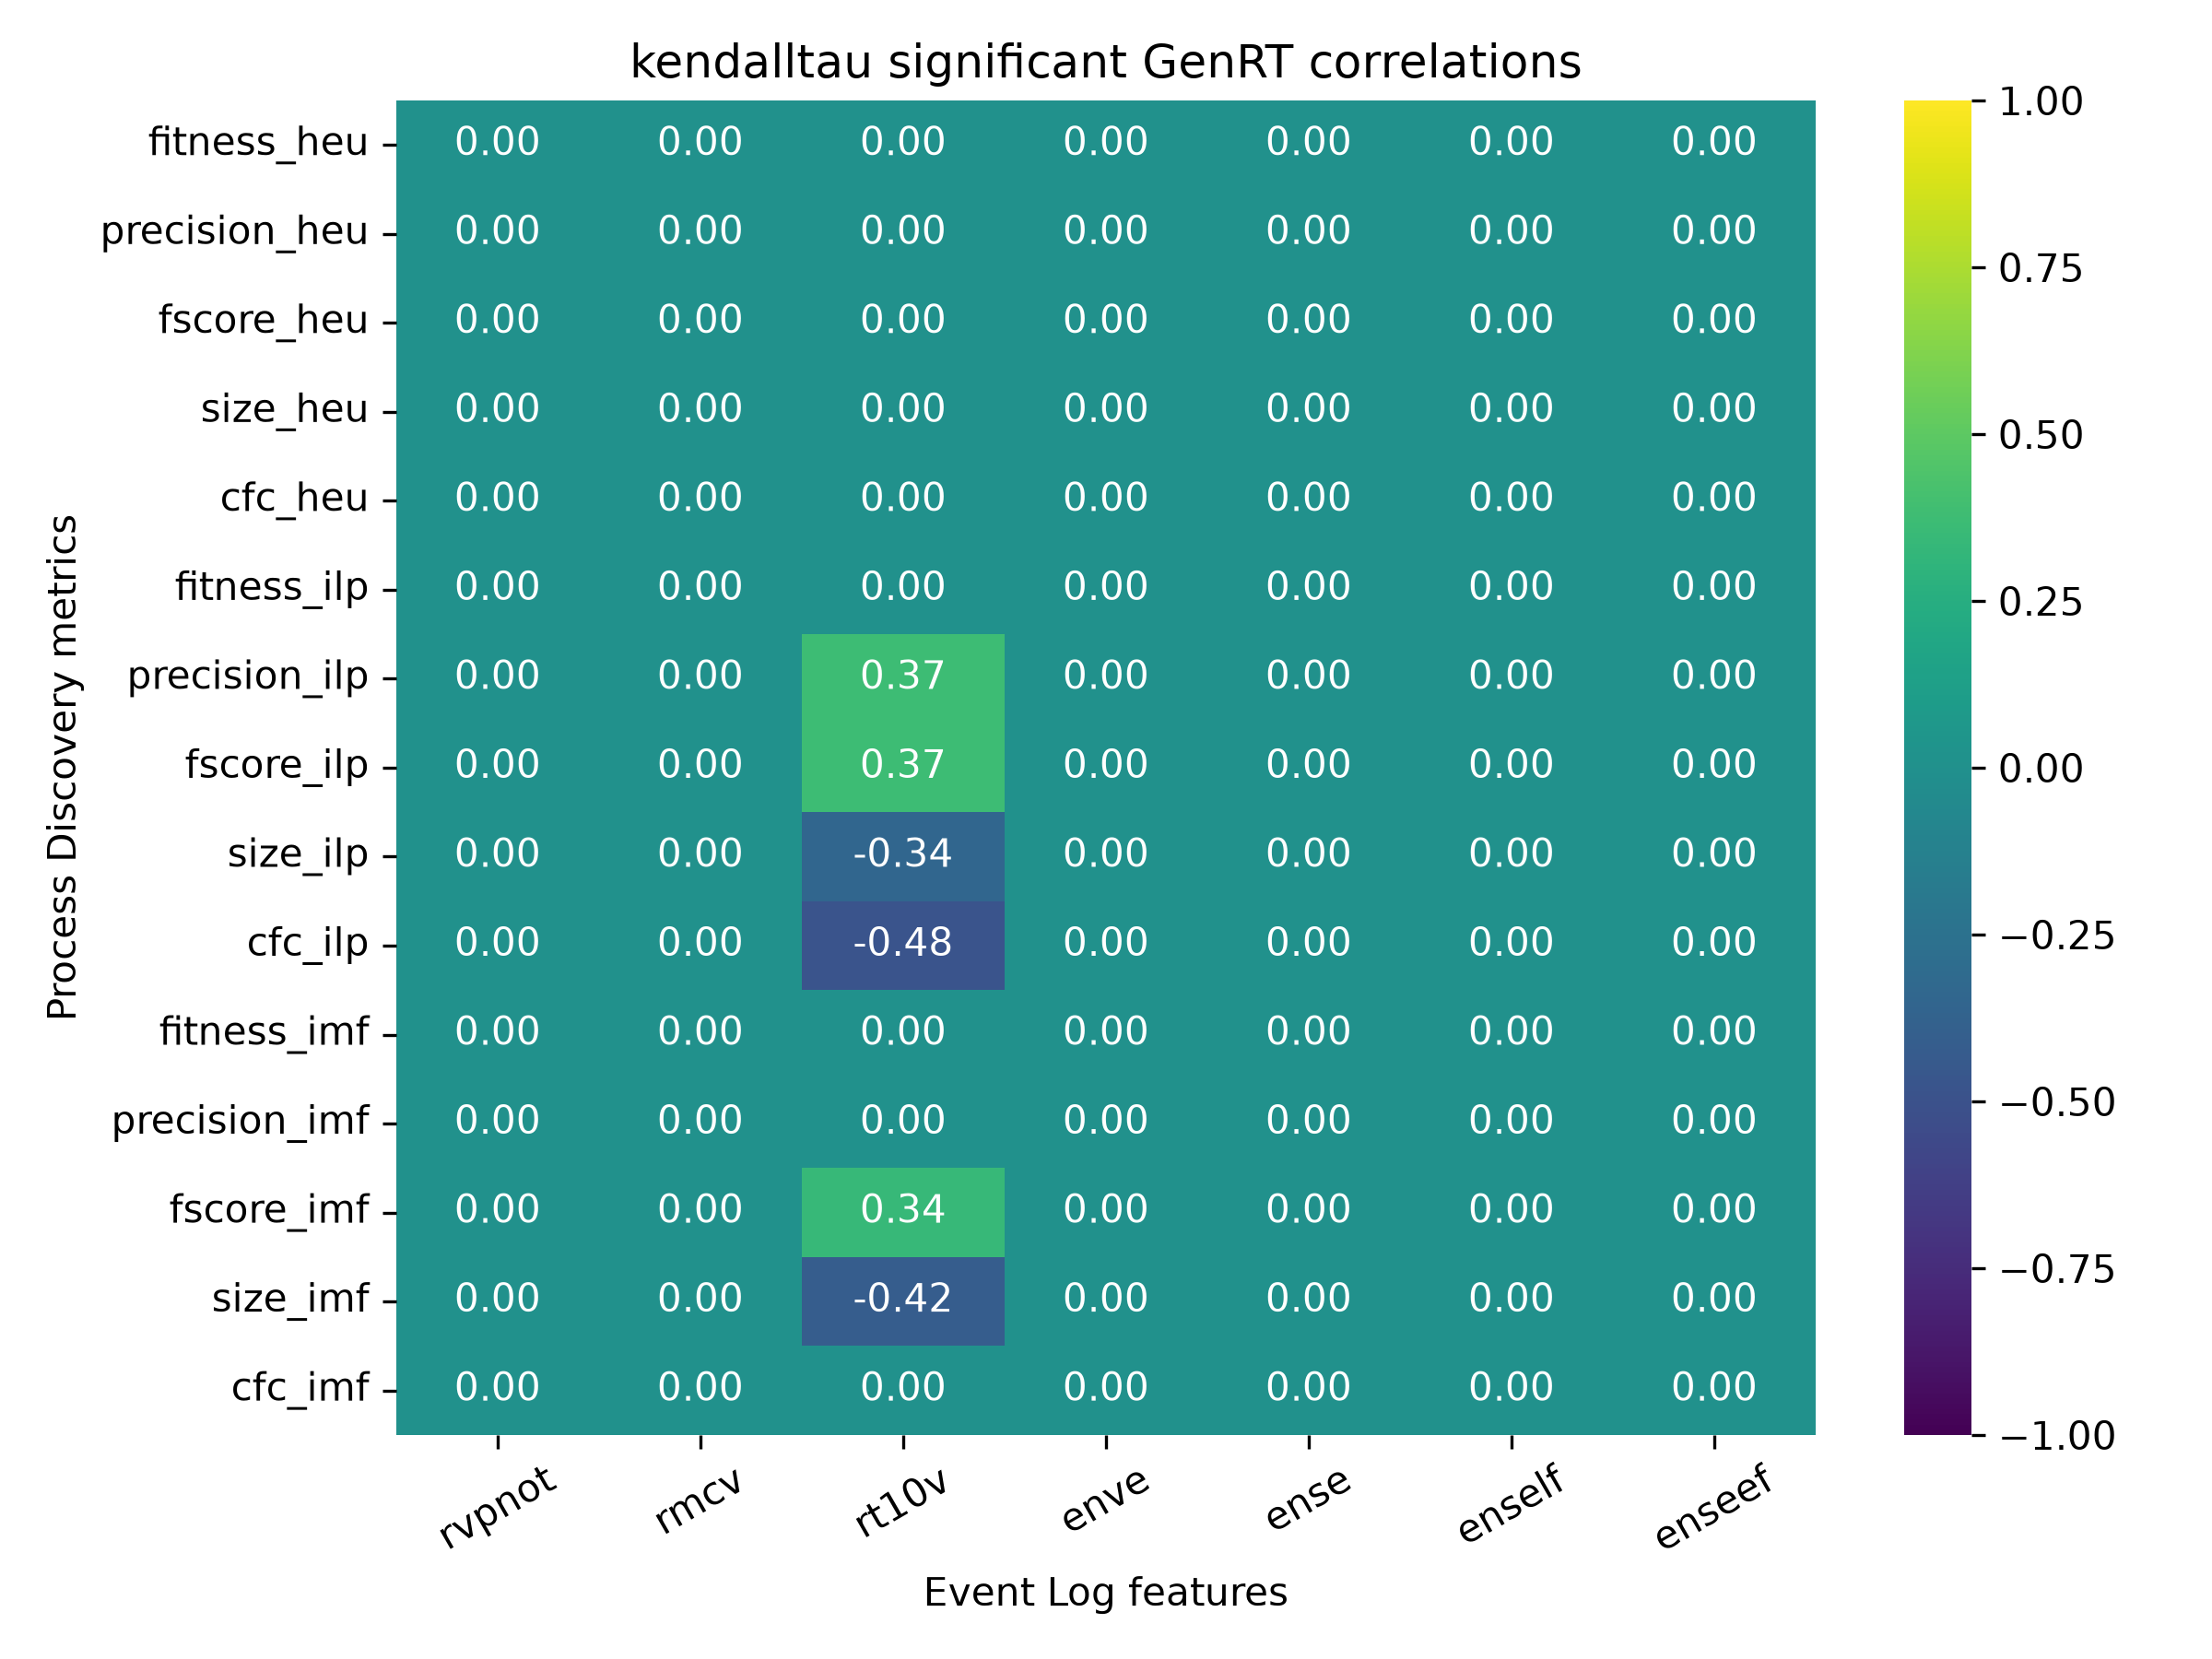 kendalltau significant GenRT correlations
fitness_heu 0.00 0.00 0.00 0.00 0.00 0.00 0.00
precision_heu 0.00 0.00 0.00 0.00 0.00 0.00 0.00
fscore_heu 0.00 0.00 0.00 0.00 0.00 0.00 0.00
size_heu 0.00 0.00 0.00 0.00 0.00 0.00 0.00
cfc_heu 0.00 0.00 0.00 0.00 0.00 0.00 0.00
fitness_ilp 0.00 0.00 0.00 0.00 0.00 0.00 0.00
precision_ilp 0.00 0.00 0.37 0.00 0.00 0.00 0.00
fscore_ilp 0.00 0.00 0.37 0.00 0.00 0.00 0.00
size_ilp 0.00 0.00 -0.34 0.00 0.00 0.00 0.00
cfc_ilp 0.00 0.00 -0.48 0.00 0.00 0.00 0.00
fitness_imf 0.00 0.00 0.00 0.00 0.00 0.00 0.00
precision_imf 0.00 0.00 0.00 0.00 0.00 0.00 0.00
fscore_imf 0.00 0.00 0.34 0.00 0.00 0.00 0.00
size_imf 0.00 0.00 -0.42 0.00 0.00 0.00 0.00
cfc_imf 0.00 0.00 0.00 0.00 0.00 0.00 0.00
rvpnot rmcv rt10v enve ense enself enseef
Event Log features
Process Discovery metrics
1.00
0.75
0.50
0.25
0.00
−0.25
−0.50
−0.75
−1.00